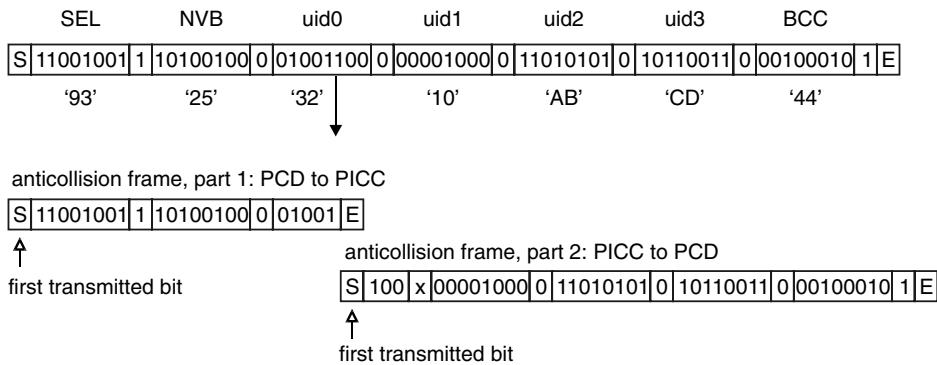 SEL NVB uid0 uid1 uid2 uid3 BCC
S 11001001 1 10100100 0 01001100 0 00001000 0 11010101 0 10110011 0 00100010 1 E
‘93’ ‘25’ ‘32’ ‘10’ ‘AB’ ‘CD’ ‘44’
anticollision frame, part 1: PCD to PICC
S 11001001 1 10100100 0 01001 E
first transmitted bit
anticollision frame, part 2: PICC to PCD
S 100 x 00001000 0 11010101 0 10110011 0 00100010 1 E
first transmitted bit